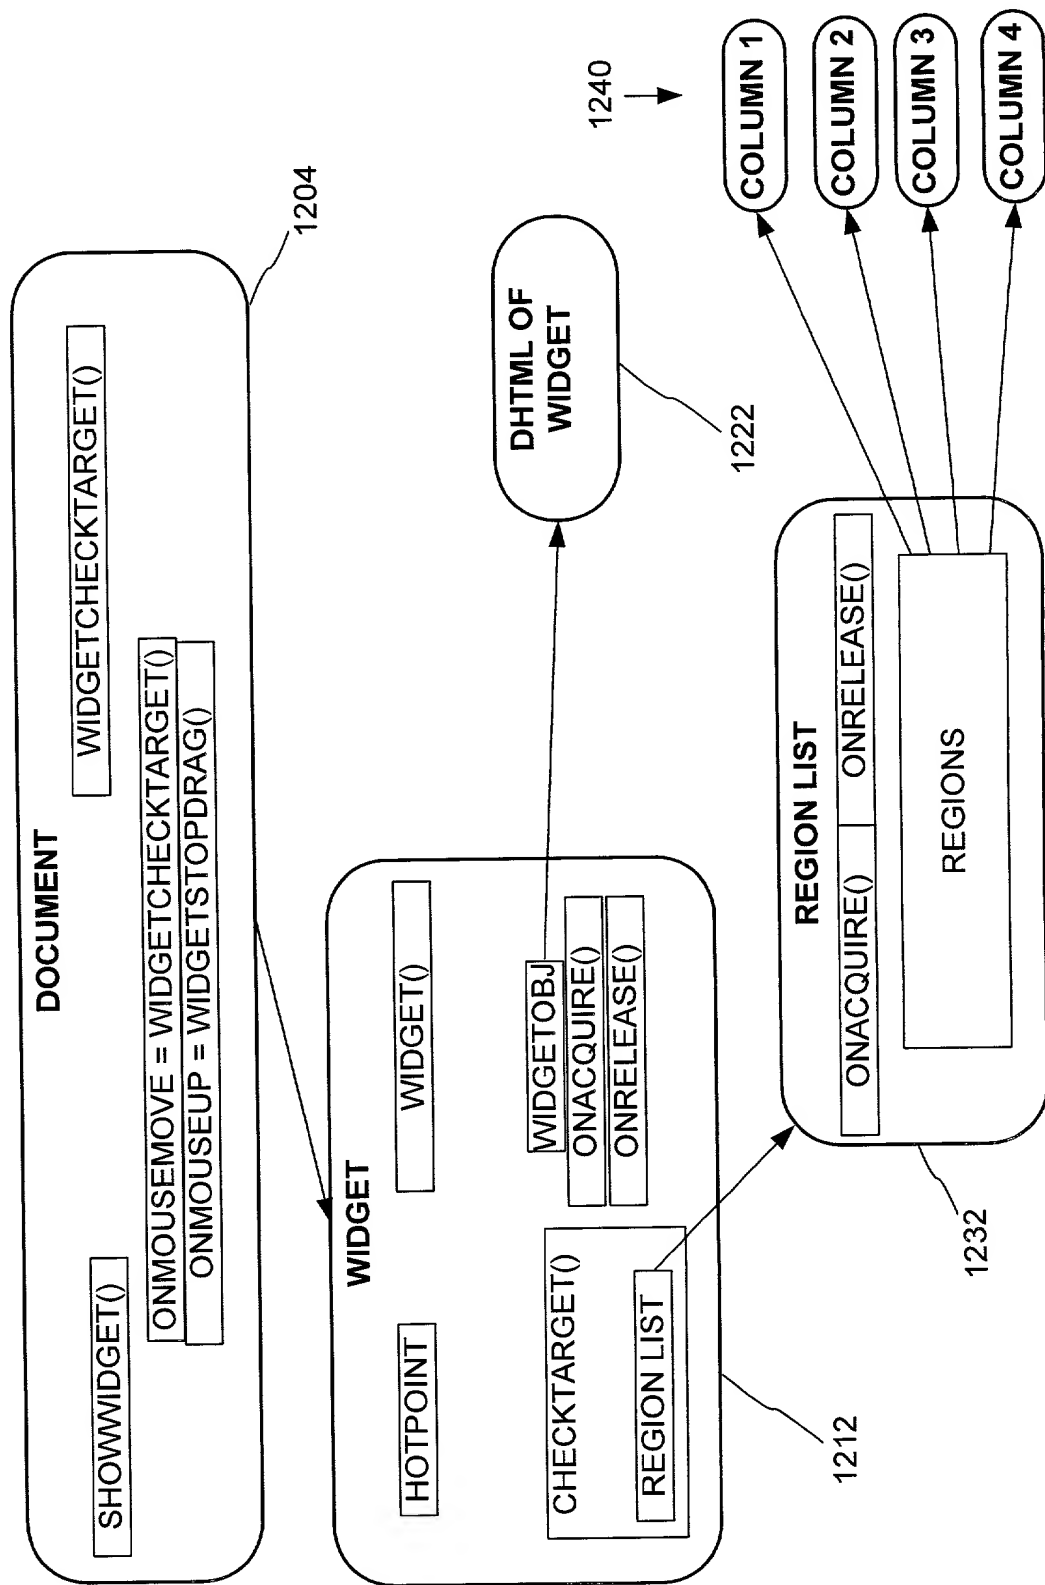 DOCUMENT
SHOWWIDGET()
WIDGETCHECKTARGET()
ONMOUSEMOVE = WIDGETCHECKTARGET()
ONMOUSEUP = WIDGETSTOPDRAG()
1204
WIDGET
HOTPOINT
WIDGET()
CHECKTARGET()
REGION LIST
WIDGETOBJ
ONACQUIRE()
ONRELEASE()
1212
DHTML OF
WIDGET
1222
REGION LIST
ONACQUIRE()
ONRELEASE()
REGIONS
1232
1240
COLUMN 1
COLUMN 2
COLUMN 3
COLUMN 4